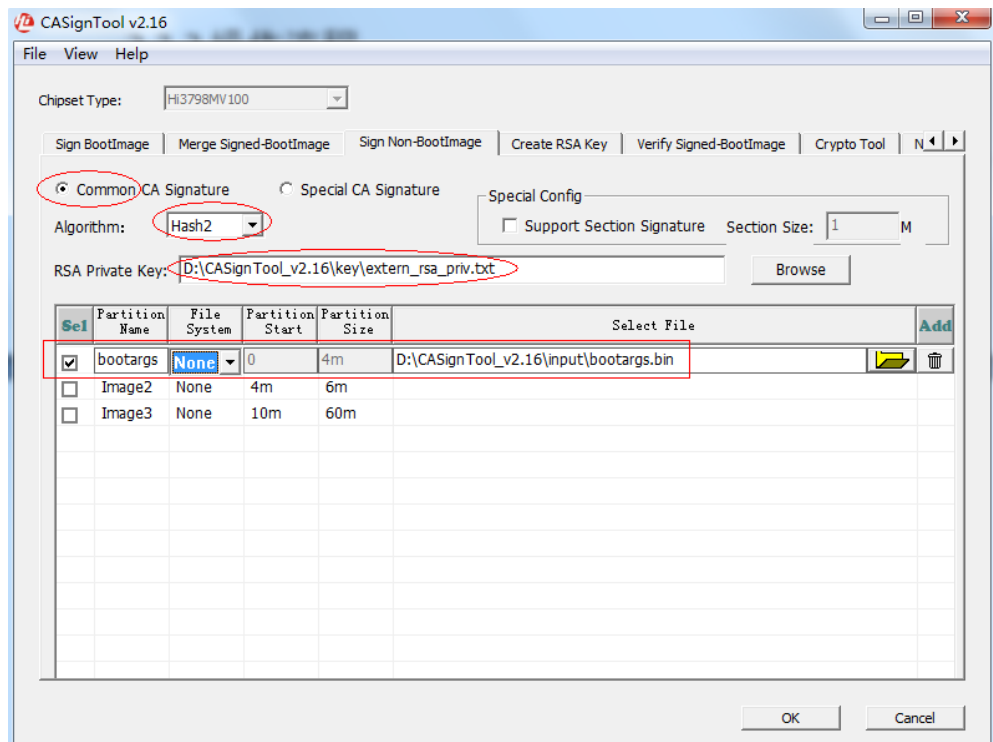 CASignTool v2.16
File View Help
Chipset Type: Hi3798MV100
Sign BootImage Merge Signed-BootImage Sign Non-BootImage Create RSA Key Verify Signed-BootImage Crypto Tool N
Common CA Signature Special CA Signature Special Config
Algorithm: Hash2 Support Section Signature Section Size: 1 M
RSA Private Key: D:\CASignTool_v2.16\key\extern_rsa_priv.txt Browse
Sel Partition Name File System Partition Start Partition Size Select File Add
bootargs None 0 4m D:\CASignTool_v2.16\input\bootargs.bin
Image2 None 4m 6m
Image3 None 10m 60m
OK Cancel